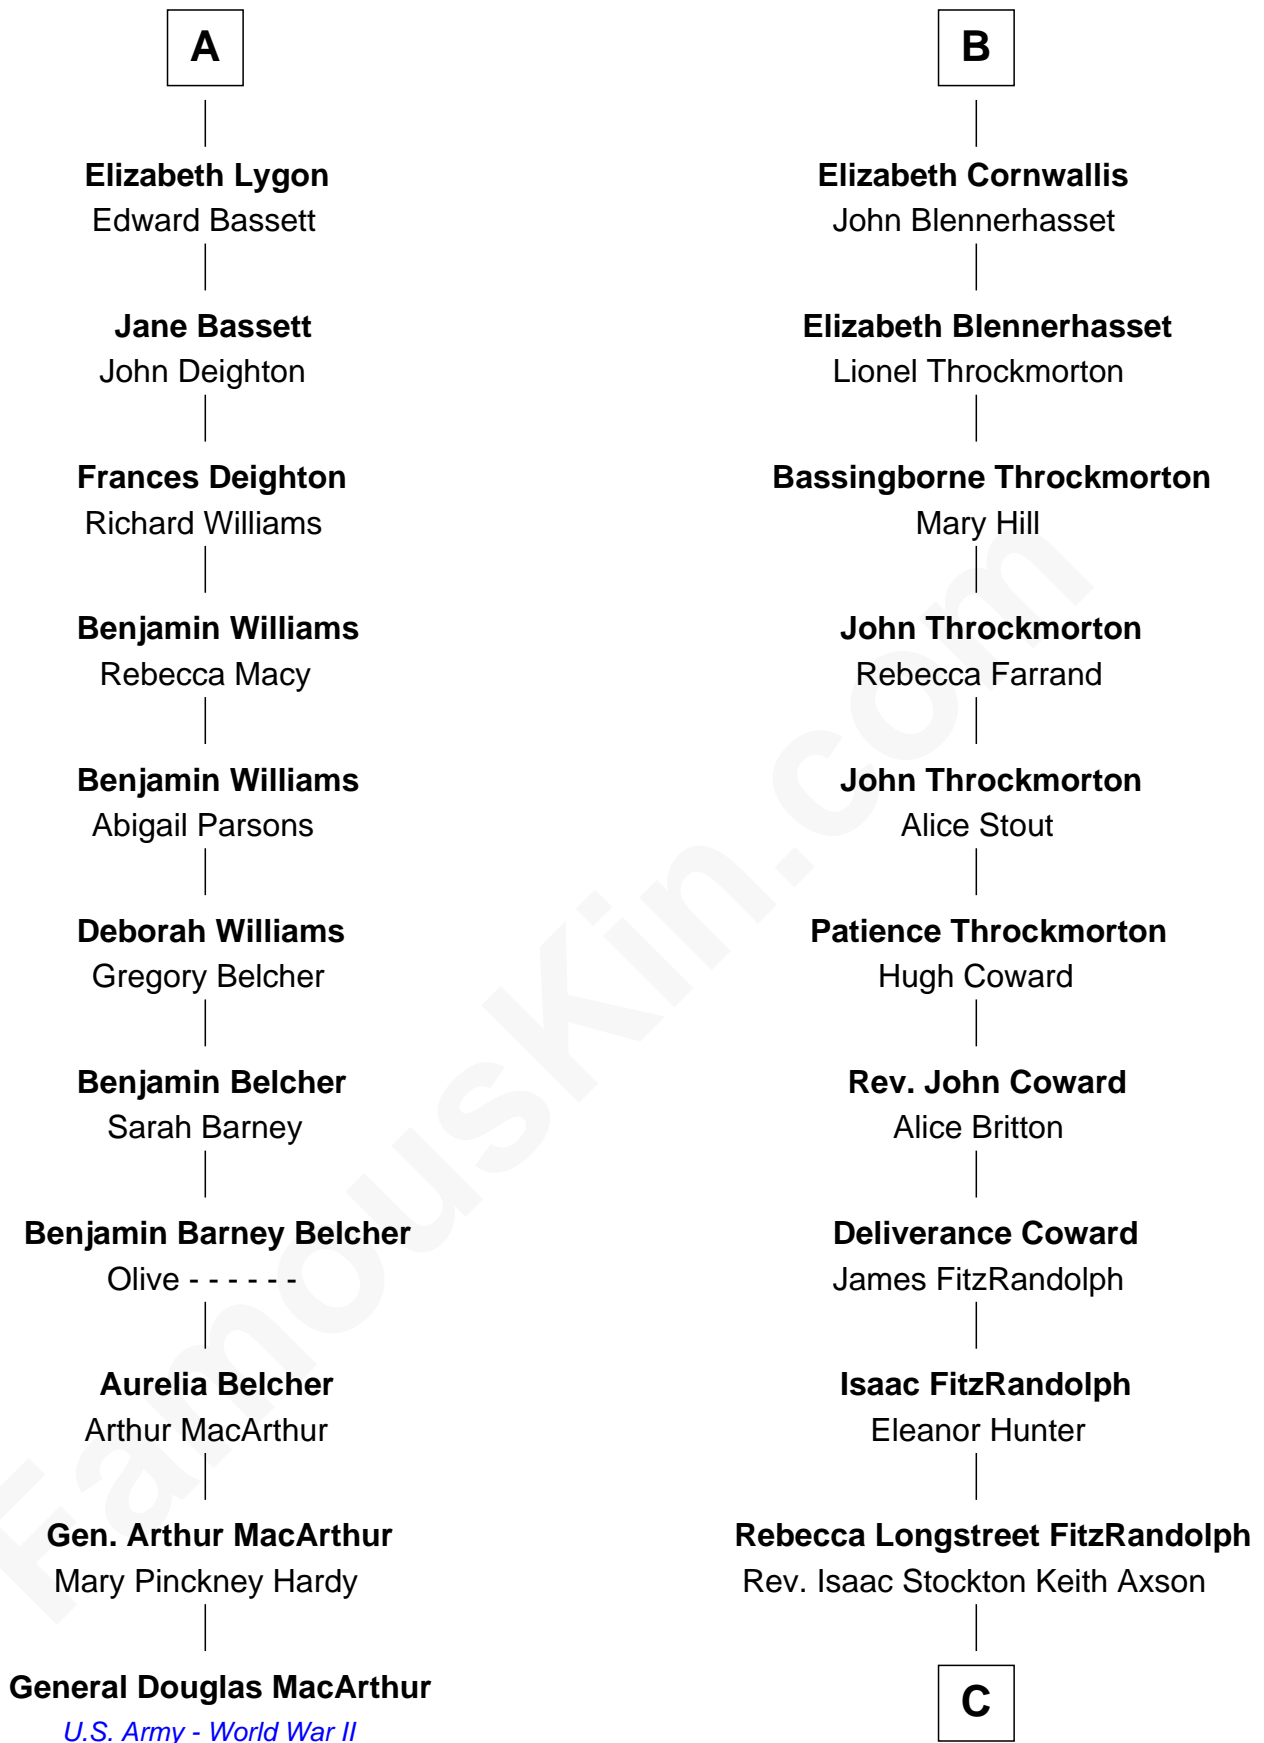 A
Elizabeth Lygon
Edward Bassett
Jane Bassett
John Deighton
Frances Deighton
Richard Williams
Benjamin Williams
Rebecca Macy
Benjamin Williams
Abigail Parsons
Deborah Williams
Gregory Belcher
Benjamin Belcher
Sarah Barney
Benjamin Barney Belcher
Olive - - - - - -
Aurelia Belcher
Arthur MacArthur
Gen. Arthur MacArthur
Mary Pinckney Hardy
General Douglas MacArthur
U.S. Army - World War II
B
Elizabeth Cornwallis
John Blennerhasset
Elizabeth Blennerhasset
Lionel Throckmorton
Bassingborne Throckmorton
Mary Hill
John Throckmorton
Rebecca Farrand
John Throckmorton
Alice Stout
Patience Throckmorton
Hugh Coward
Rev. John Coward
Alice Britton
Deliverance Coward
James FitzRandolph
Isaac FitzRandolph
Eleanor Hunter
Rebecca Longstreet FitzRandolph
Rev. Isaac Stockton Keith Axson
C
FamousKin.com